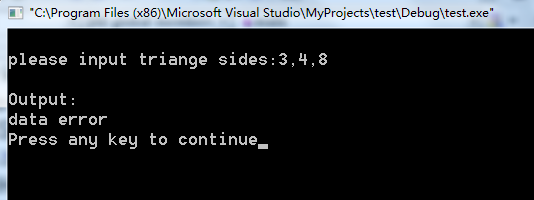 "C:\Program Files (x86)\Microsoft Visual Studio\MyProjects\test\Debug\test.exe"
please input triange sides:3,4,8
Output:
data error
Press any key to continue_